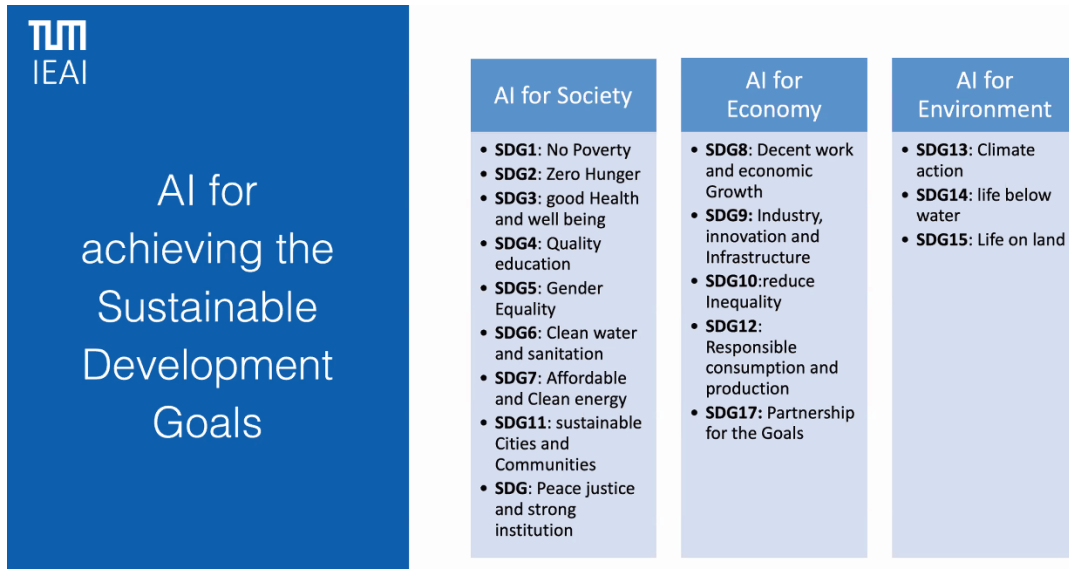 TUM
IEAI
AI for
achieving the
Sustainable
Development
Goals
AI for Society
• SDG1: No Poverty
• SDG2: Zero Hunger
• SDG3: good Health
and well being
• SDG4: Quality
education
• SDG5: Gender
Equality
• SDG6: Clean water
and sanitation
• SDG7: Affordable
and Clean energy
• SDG11: sustainable
Cities and
Communities
• SDG: Peace justice
and strong
institution
AI for
Economy
• SDG8: Decent work
and economic
Growth
• SDG9: Industry,
innovation and
Infrastructure
• SDG10:reduce
Inequality
• SDG12:
Responsible
consumption and
production
• SDG17: Partnership
for the Goals
AI for
Environment
• SDG13: Climate
action
• SDG14: life below
water
• SDG15: Life on land